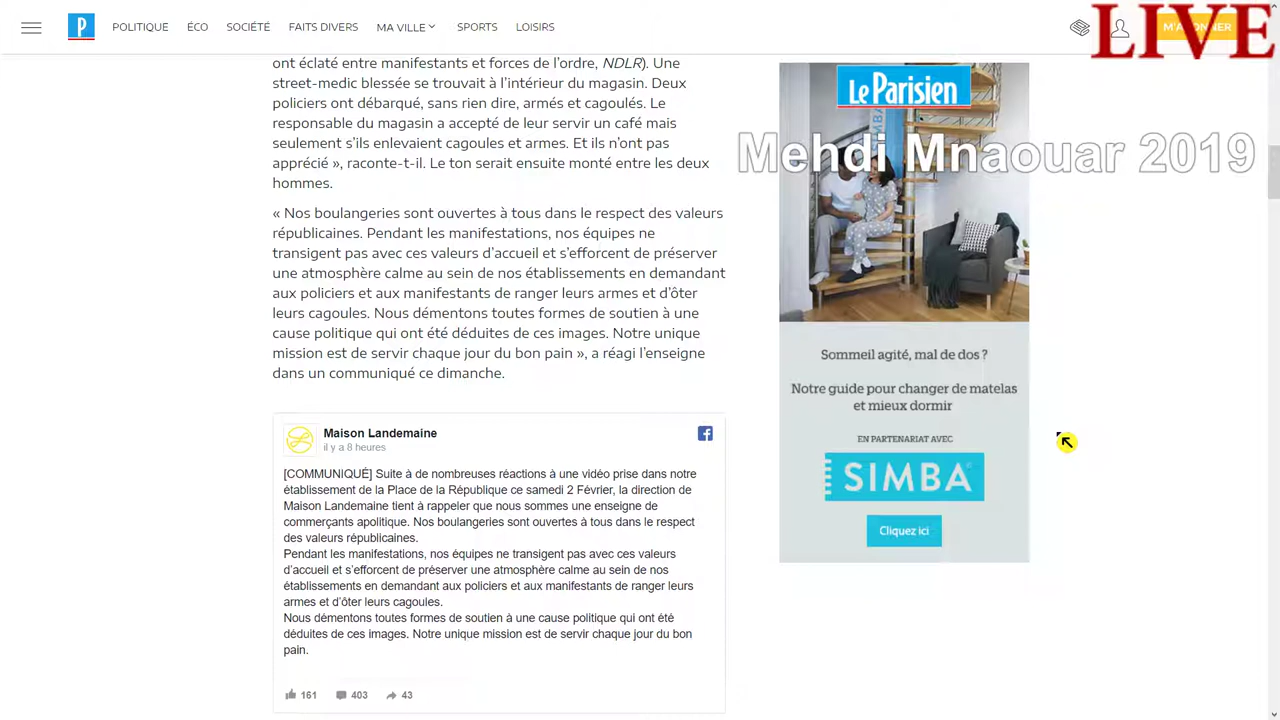 POLITIQUE ÉCO SOCIÉTÉ FAITS DIVERS MA VILLE SPORTS LOISIRS
M'ABONNER
LIVE
ont éclaté entre manifestants et forces de l'ordre, NDLR). Une
street-medic blessée se trouvait à l'intérieur du magasin. Deux
policiers ont débarqué, sans rien dire, armés et cagoulés. Le
responsable du magasin a accepté de leur servir un café mais
seulement s'ils enlevaient cagoules et armes. Et ils n'ont pas
apprécié », raconte-t-il. Le ton serait ensuite monté entre les deux
hommes.
« Nos boulangeries sont ouvertes à tous dans le respect des valeurs
républicaines. Pendant les manifestations, nos équipes ne
transigent pas avec ces valeurs d'accueil et s'efforcent de préserver
une atmosphère calme au sein de nos établissements en demandant
aux policiers et aux manifestants de ranger leurs armes et d'ôter
leurs cagoules. Nous démentons toutes formes de soutien à une
cause politique qui ont été déduites de ces images. Notre unique
mission est de servir chaque jour du bon pain », a réagi l'enseigne
dans un communiqué ce dimanche.
Maison Landemaine
il y a 8 heures
[COMMUNIQUÉ] Suite à de nombreuses réactions à une vidéo prise dans notre
établissement de la Place de la République ce samedi 2 Février, la direction de
Maison Landemaine tient à rappeler que nous sommes une enseigne de
commerçants apolitique. Nos boulangeries sont ouvertes à tous dans le respect
des valeurs républicaines.
Pendant les manifestations, nos équipes ne transigent pas avec ces valeurs
d'accueil et s'efforcent de préserver une atmosphère calme au sein de nos
établissements en demandant aux policiers et aux manifestants de ranger leurs
armes et d'ôter leurs cagoules.
Nous démentons toutes formes de soutien à une cause politique qui ont été
déduites de ces images. Notre unique mission est de servir chaque jour du bon
pain.
161 403 43
Le Parisien
SIMBA
Mehdi Mnaouar 2019
Sommeil agité, mal de dos ?
Notre guide pour changer de matelas
et mieux dormir
EN PARTENARIAT AVEC
SIMBA
Cliquez ici